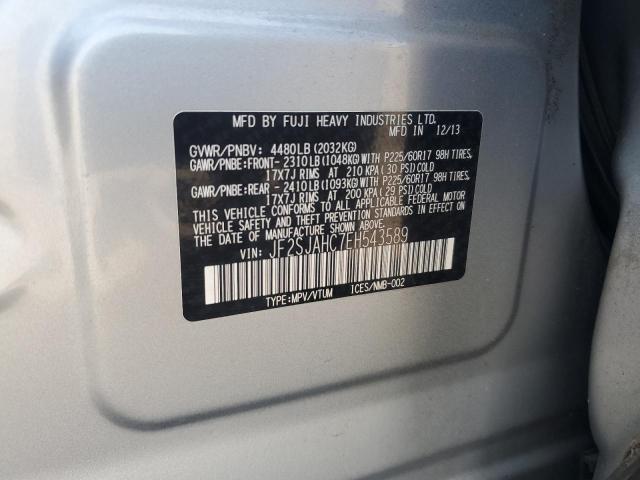 MFD BY FUJI HEAVY INDUSTRIES LTD.
MFD IN 12/13
GVWR/PNBV: 4480LB(2032KG)
GAWR/PNBE:FRONT- 2310LB(1048KG)WITH P225/60R17 98H TIRES,
17X7J RIMS AT 210 KPA (30 PSI)COLD
GAWR/PNBE:REAR - 2410LB(1093KG)WITH P225/60R17 98H TIRES,
17X7J RIMS AT 200 KPA (29 PSI)COLD
THIS VEHICLE CONFORMS TO ALL APPLICABLE FEDERAL MOTOR
VEHICLE SAFETY AND THEFT PREVENTION STANDARDS
IN EFFECT ON THE DATE OF MANUFACTURE
SHOWN ABOVE.
VIN: JF2SJAHC7EH543589
TYPE:MPV/VTUM ICES/NMB-002